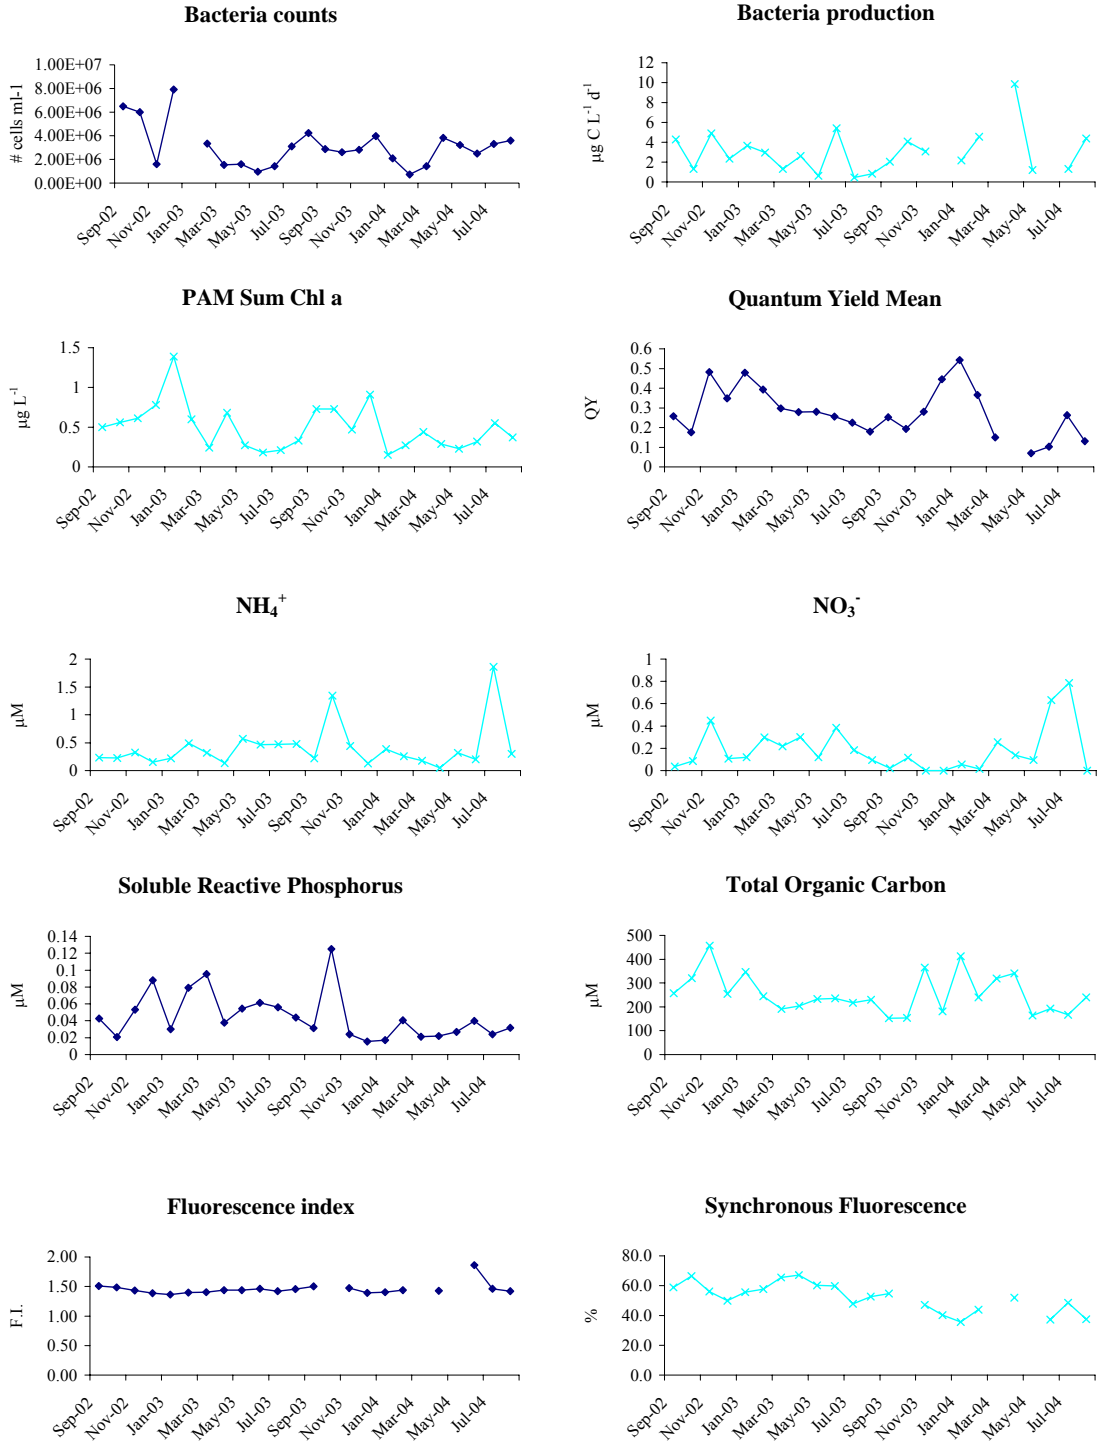 Bacteria counts
# cells ml-1
1.00E+07
8.00E+06
6.00E+06
4.00E+06
2.00E+06
0.00E+00
Sep-02 Nov-02 Jan-03 Mar-03 May-03 Jul-03 Sep-03 Nov-03 Jan-04 Mar-04 May-04 Jul-04
Bacteria production
µg C L⁻¹ d⁻¹
12
10
8
6
4
2
0
Sep-02 Nov-02 Jan-03 Mar-03 May-03 Jul-03 Sep-03 Nov-03 Jan-04 Mar-04 May-04 Jul-04
PAM Sum Chl a
µg L⁻¹
1.5
1
0.5
0
Sep-02 Nov-02 Jan-03 Mar-03 May-03 Jul-03 Sep-03 Nov-03 Jan-04 Mar-04 May-04 Jul-04
Quantum Yield Mean
QY
0.6
0.5
0.4
0.3
0.2
0.1
0
Sep-02 Nov-02 Jan-03 Mar-03 May-03 Jul-03 Sep-03 Nov-03 Jan-04 Mar-04 May-04 Jul-04
NH₄⁺
µM
2
1.5
1
0.5
0
Sep-02 Nov-02 Jan-03 Mar-03 May-03 Jul-03 Sep-03 Nov-03 Jan-04 Mar-04 May-04 Jul-04
NO₃⁻
µM
1
0.8
0.6
0.4
0.2
0
Sep-02 Nov-02 Jan-03 Mar-03 May-03 Jul-03 Sep-03 Nov-03 Jan-04 Mar-04 May-04 Jul-04
Soluble Reactive Phosphorus
µM
0.14
0.12
0.1
0.08
0.06
0.04
0.02
0
Sep-02 Nov-02 Jan-03 Mar-03 May-03 Jul-03 Sep-03 Nov-03 Jan-04 Mar-04 May-04 Jul-04
Total Organic Carbon
µM
500
400
300
200
100
0
Sep-02 Nov-02 Jan-03 Mar-03 May-03 Jul-03 Sep-03 Nov-03 Jan-04 Mar-04 May-04 Jul-04
Fluorescence index
F.I.
2.00
1.50
1.00
0.50
0.00
Sep-02 Nov-02 Jan-03 Mar-03 May-03 Jul-03 Sep-03 Nov-03 Jan-04 Mar-04 May-04 Jul-04
Synchronous Fluorescence
%
80.0
60.0
40.0
20.0
0.0
Sep-02 Nov-02 Jan-03 Mar-03 May-03 Jul-03 Sep-03 Nov-03 Jan-04 Mar-04 May-04 Jul-04